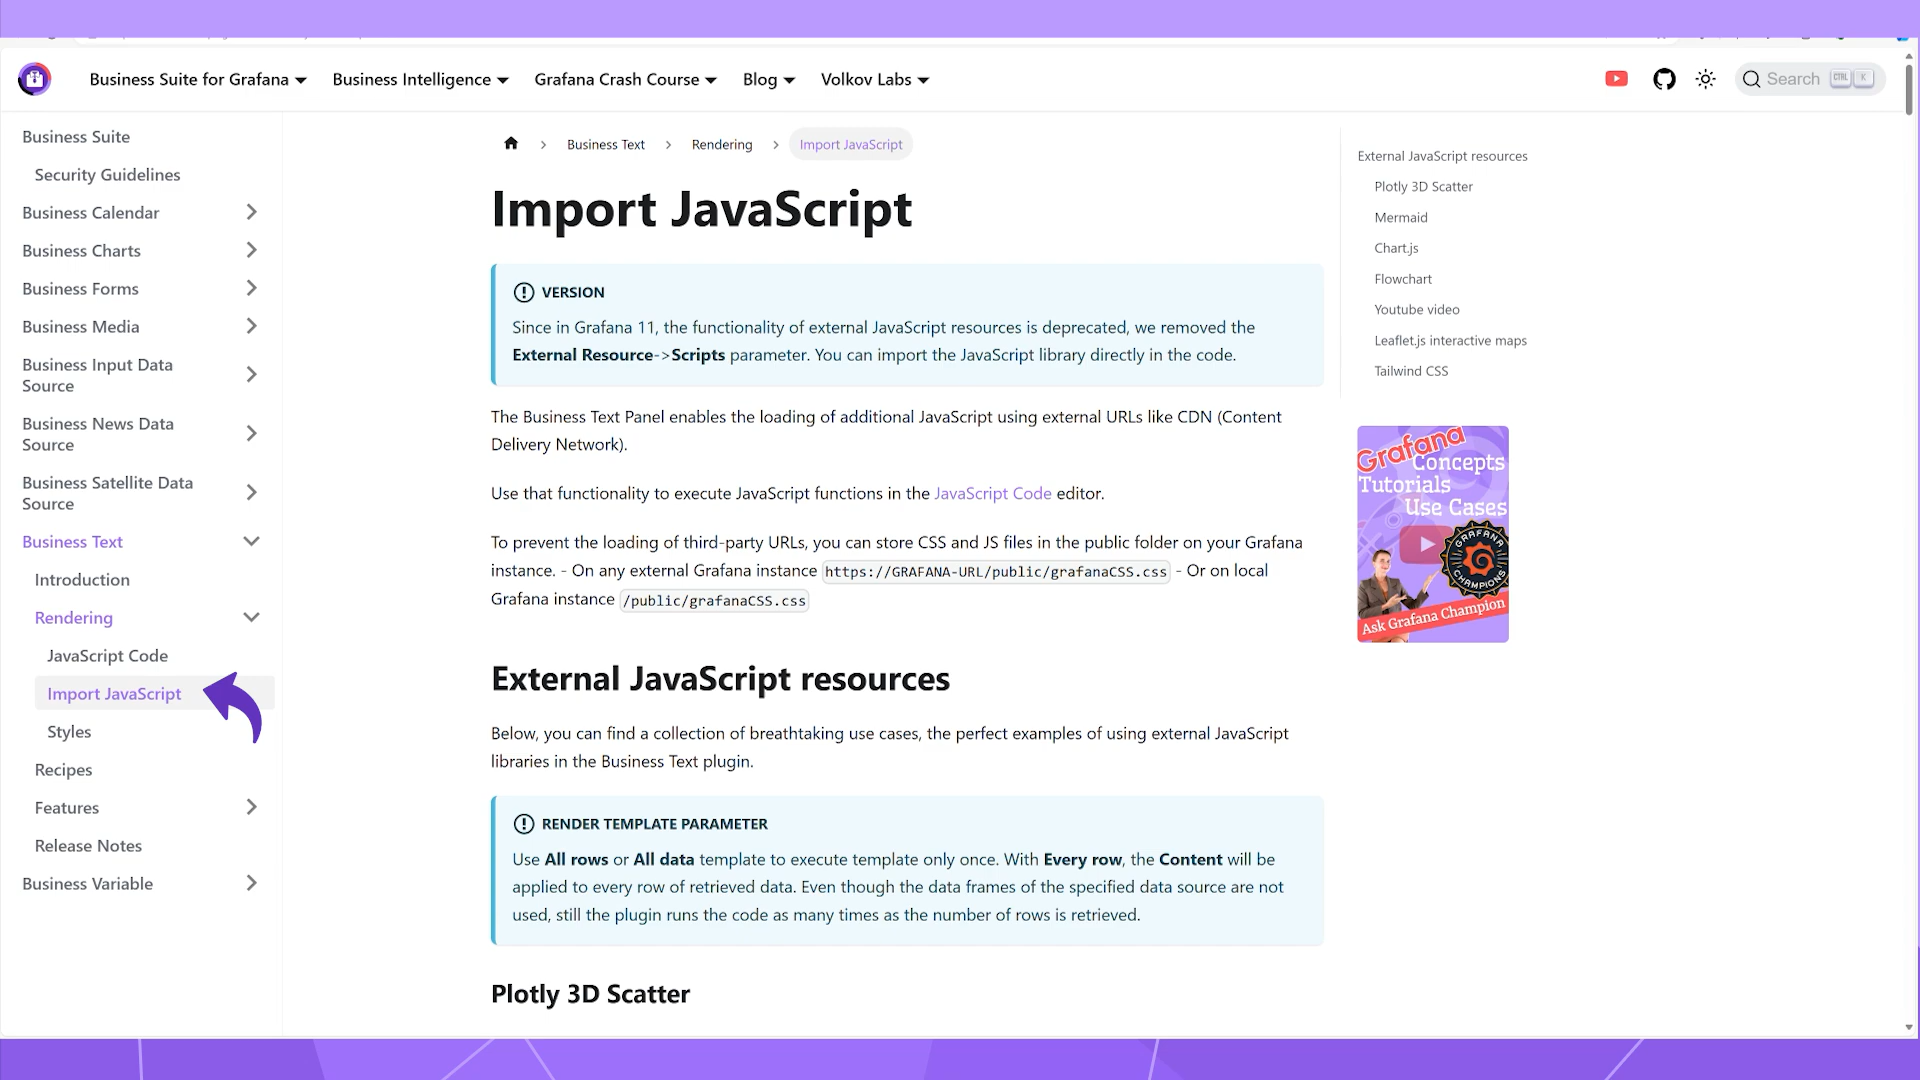 Business Suite for Grafana
Business Intelligence
Grafana Crash Course
Blog
Volkov Labs
Search
CTRL
K
Business Suite
Security Guidelines
Business Calendar
Business Charts
Business Forms
Business Media
Business Input Data
Source
Business News Data
Source
Business Satellite Data
Source
Business Text
Introduction
Rendering
JavaScript Code
Import JavaScript
Styles
Recipes
Features
Release Notes
Business Variable
Business Text
Rendering
Import JavaScript
Import JavaScript
VERSION
Since in Grafana 11, the functionality of external JavaScript resources is deprecated, we removed the
External Resource->Scripts parameter. You can import the JavaScript library directly in the code.
The Business Text Panel enables the loading of additional JavaScript using external URLs like CDN (Content
Delivery Network).
Use that functionality to execute JavaScript functions in the JavaScript Code editor.
To prevent the loading of third-party URLs, you can store CSS and JS files in the public folder on your Grafana
instance. - On any external Grafana instance https://GRAFANA-URL/public/grafanaCSS.css - Or on local
Grafana instance /public/grafanaCSS.css
External JavaScript resources
Below, you can find a collection of breathtaking use cases, the perfect examples of using external JavaScript
libraries in the Business Text plugin.
RENDER TEMPLATE PARAMETER
Use All rows or All data template to execute template only once. With Every row, the Content will be
applied to every row of retrieved data. Even though the data frames of the specified data source are not
used, still the plugin runs the code as many times as the number of rows is retrieved.
Plotly 3D Scatter
External JavaScript resources
Plotly 3D Scatter
Mermaid
Chart.js
Flowchart
Youtube video
Leaflet.js interactive maps
Tailwind CSS
Grafana
Concepts
Tutorials
Use Cases
GRAFANA
CHAMPIONS
Ask Grafana Champion